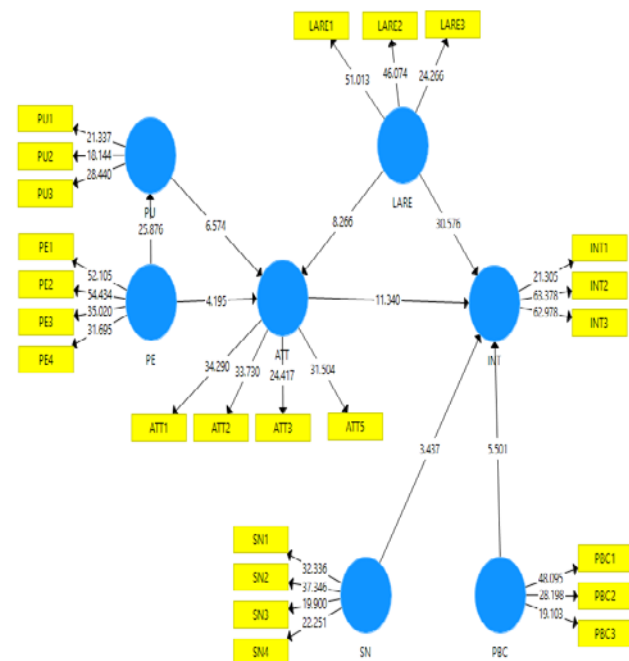 LARE1
LARE2
LARE3
51.013
46.074
24.266
LARE
PU1
PU2
PU3
21.337
18.144
28.440
PU
25.876
6.574
8.266
30.576
PE1
PE2
PE3
PE4
52.105
54.434
35.020
31.695
PE
4.195
ATT
11.340
INT1
INT2
INT3
21.305
63.378
62.978
INT
34.290
33.730
24.417
31.504
ATT1
ATT2
ATT3
ATT5
3.437
5.501
SN1
SN2
SN3
SN4
32.336
37.346
19.900
22.251
SN
PBC1
PBC2
PBC3
48.095
28.198
19.103
PBC